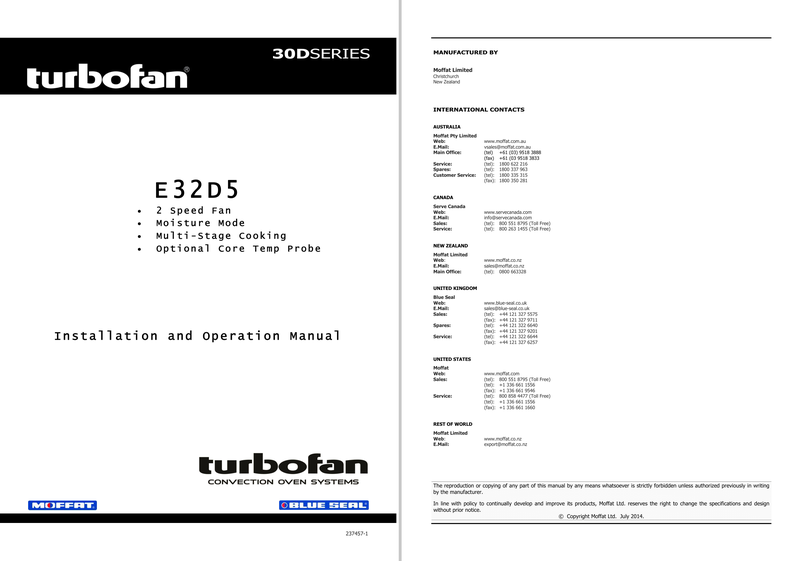 30DSERIES
turbofan®
E32D5
• 2 Speed Fan
• Moisture Mode
• Multi-Stage Cooking
• Optional Core Temp Probe
Installation and Operation Manual
turbofan
CONVECTION OVEN SYSTEMS
MOFFAT
BLUE SEAL
237457-1
MANUFACTURED BY
Moffat Limited
Christchurch
New Zealand
INTERNATIONAL CONTACTS
AUSTRALIA
Moffat Pty Limited
Web: www.moffat.com.au
E.Mail: vsales@moffat.com.au
Main Office: (tel) +61 (03) 9518 3888
(fax) +61 (03) 9518 3833
Service: (tel): 1800 622 216
Spares: (tel): 1800 337 963
Customer Service: (tel): 1800 335 315
(fax): 1800 350 281
CANADA
Serve Canada
Web: www.servecanada.com
E.Mail: info@servecanada.com
Sales: (tel): 800 551 8795 (Toll Free)
Service: (tel): 800 263 1455 (Toll Free)
NEW ZEALAND
Moffat Limited
Web: www.moffat.co.nz
E.Mail: sales@moffat.co.nz
Main Office: (tel): 0800 663328
UNITED KINGDOM
Blue Seal
Web: www.blue-seal.co.uk
E.Mail: sales@blue-seal.co.uk
Sales: (tel): +44 121 327 5575
(fax): +44 121 327 9711
Spares: (tel): +44 121 322 6640
(fax): +44 121 327 9201
Service: (tel): +44 121 322 6644
(fax): +44 121 327 6257
UNITED STATES
Moffat
Web: www.moffat.com
Sales: (tel): 800 551 8795 (Toll Free)
(tel): +1 336 661 1556
(fax): +1 336 661 9546
Service: (tel): 800 858 4477 (Toll Free)
(tel): +1 336 661 1556
(fax): +1 336 661 1660
REST OF WORLD
Moffat Limited
Web: www.moffat.co.nz
E.Mail: export@moffat.co.nz
The reproduction or copying of any part of this manual by any means whatsoever is strictly forbidden unless authorized previously in writing
by the manufacturer.
In line with policy to continually develop and improve its products, Moffat Ltd. reserves the right to change the specifications and design
without prior notice.
© Copyright Moffat Ltd. July 2014.